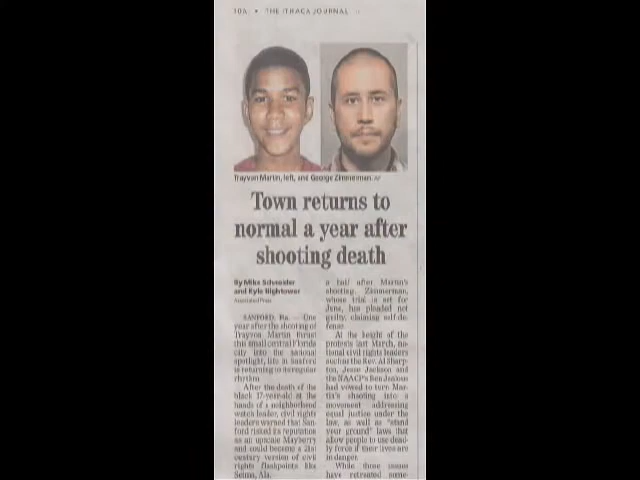 10A • THE ITHACA JOURNAL
Trayvon Martin, left, and George Zimmerman. AP
Town returns to
normal a year after
shooting death
By Mike Schneider
and Kyle Hightower
Associated Press
SANFORD, Fla. — One
year after the shooting of
Trayvon Martin thrust
this small central Florida
city into the national
spotlight, life in Sanford
is returning to its regular
rhythm.
After the death of the
black 17-year-old at the
hands of a neighborhood
watch leader, civil rights
leaders warned that San-
ford risked its reputation
as an upscale Mayberry
and could become a 21st
century version of civil
rights flashpoints like
Selma, Ala.
a half after Martin's
shooting. Zimmerman,
whose trial is set for
June, has pleaded not
guilty, claiming self-de-
fense.
At the height of the
protests last March, na-
tional civil rights leaders
such as the Rev. Al Sharp-
ton, Jesse Jackson and
the NAACP's Ben Jealous
had vowed to turn Mar-
tin's shooting into a
movement addressing
equal justice under the
law, as well as "stand
your ground" laws that
allow people to use dead-
ly force if their lives are
in danger.
While those issues
have retreated some-